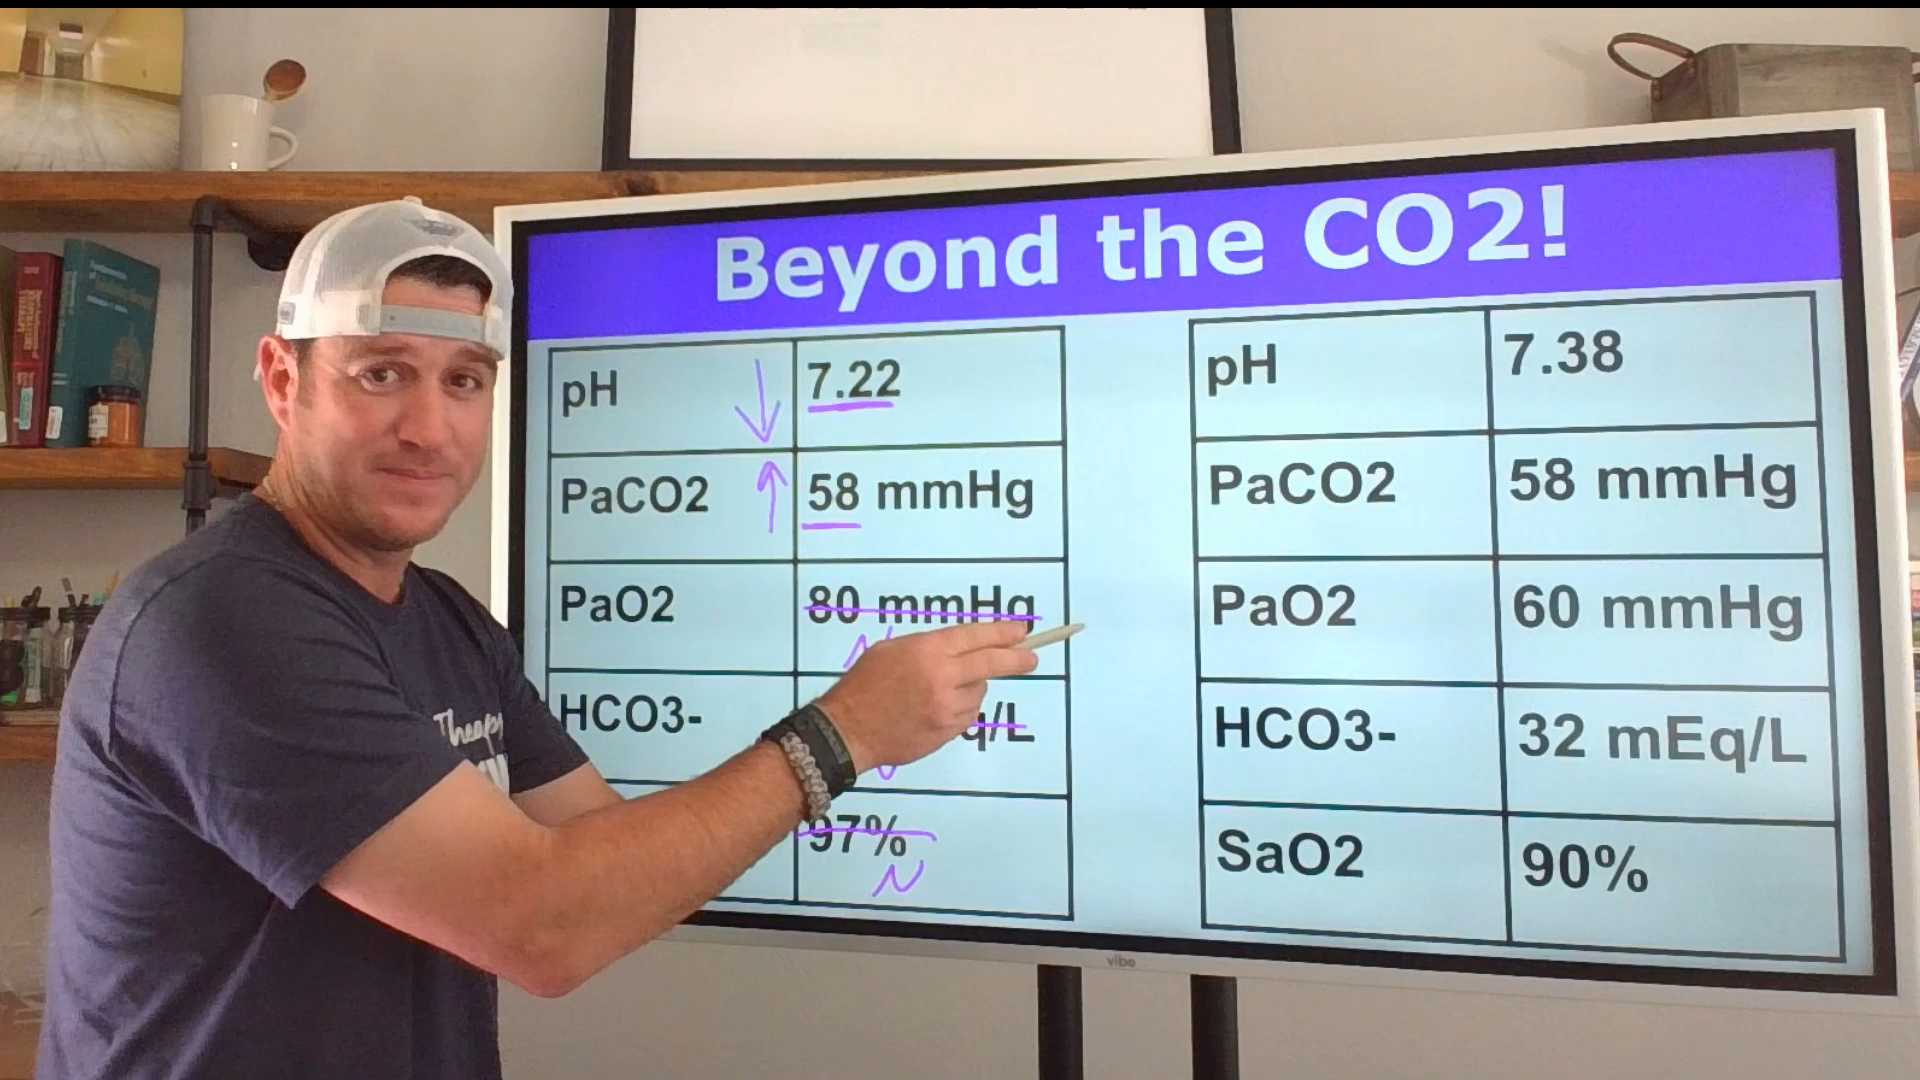 Beyond the CO2!
pH 7.22
PaCO2 58 mmHg
PaO2 80 mmHg
N
HCO3- q/L
97%
N
pH 7.38
PaCO2 58 mmHg
PaO2 60 mmHg
HCO3- 32 mEq/L
SaO2 90%
vibe